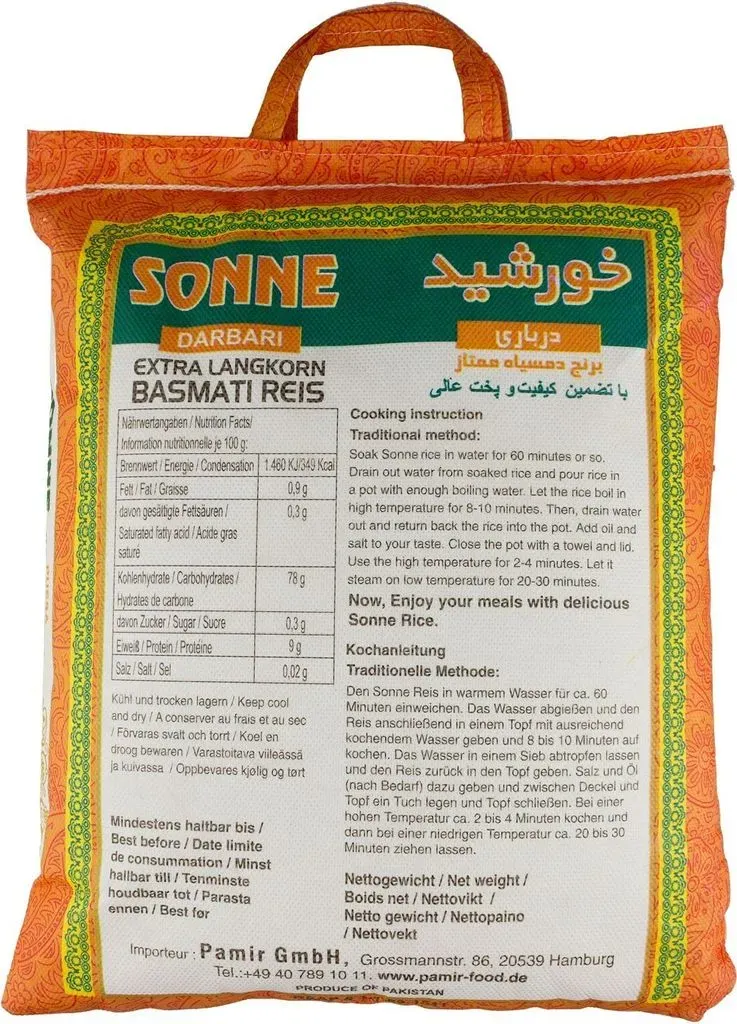 SONNE
خورشید
DARBARI
درباری
EXTRA LANGKORN
BASMATI REIS
برنج دمسیاه ممتاز
با تضمین کیفیت و پخت عالی
Nährwertangaben / Nutrition Facts/
Information nutritionnelle je 100 g:
Brennwert / Energie / Condensation 1.460 KJ/349 Kcal
Fett / Fat / Graisse 0,9 g
davon gesältigte Fettsäuren / 0,3 g
Saturated fatty acid / Acide gras
sature
Kohlenhydrate / Carbohydrates / 78 g
Hydrates de carbone
davon Zucker / Sugar / Sucre 0,3 g
Eiweiß / Protein / Protéine 9 g
Salz / Salt / Sel 0,02 g
Kühl und trocken lagern / Keep cool
and dry / A conserver au frais et au sec
/ Förvaras svalt och torrt / Koel en
droog bewaren / Varastoitava viileässä
ja kuivassa / Oppbevares kjølig og tørt
Mindestens haltbar bis /
Best before / Date limite
de consummation / Minst
hallbar till / Tenminste
houdbaar tot / Parasta
ennen / Best før
Cooking instruction
Traditional method:
Soak Sonne rice in water for 60 minutes or so.
Drain out water from soaked rice and pour rice in
a pot with enough boiling water. Let the rice boil in
high temperature for 8-10 minutes. Then, drain water
out and return back the rice into the pot. Add oil and
salt to your taste. Close the pot with a towel and lid.
Use the high temperature for 2-4 minutes. Let it
steam on low temperature for 20-30 minutes.
Now, Enjoy your meals with delicious
Sonne Rice.
Kochanleitung
Traditionelle Methode:
Den Sonne Reis in warmem Wasser für ca. 60
Minuten einweichen. Das Wasser abgießen und den
Reis anschließend in einem Topf mit ausreichend
kochendem Wasser geben und 8 bis 10 Minuten auf
kochen. Das Wasser in einem Sieb abtropfen lassen
und den Reis zurück in den Topf geben. Salz und Öl
(nach Bedarf) dazu geben und zwischen Deckel und
Topf ein Tuch legen und Topf schließen. Bei einer
hohen Temperatur ca. 2 bis 4 Minuten kochen und
dann bei einer niedrigen Temperatur ca. 20 bis 30
Minuten ziehen lassen.
Nettogewicht / Net weight /
Boids net / Nettovikt /
Netto gewicht / Nettopaino
/ Nettovekt
Importeur : Pamir GmbH, Grossmannstr. 86, 20539 Hamburg
Tel.:+49 40 789 10 11. www.pamir-food.de
PRODUCE OF PAKISTAN